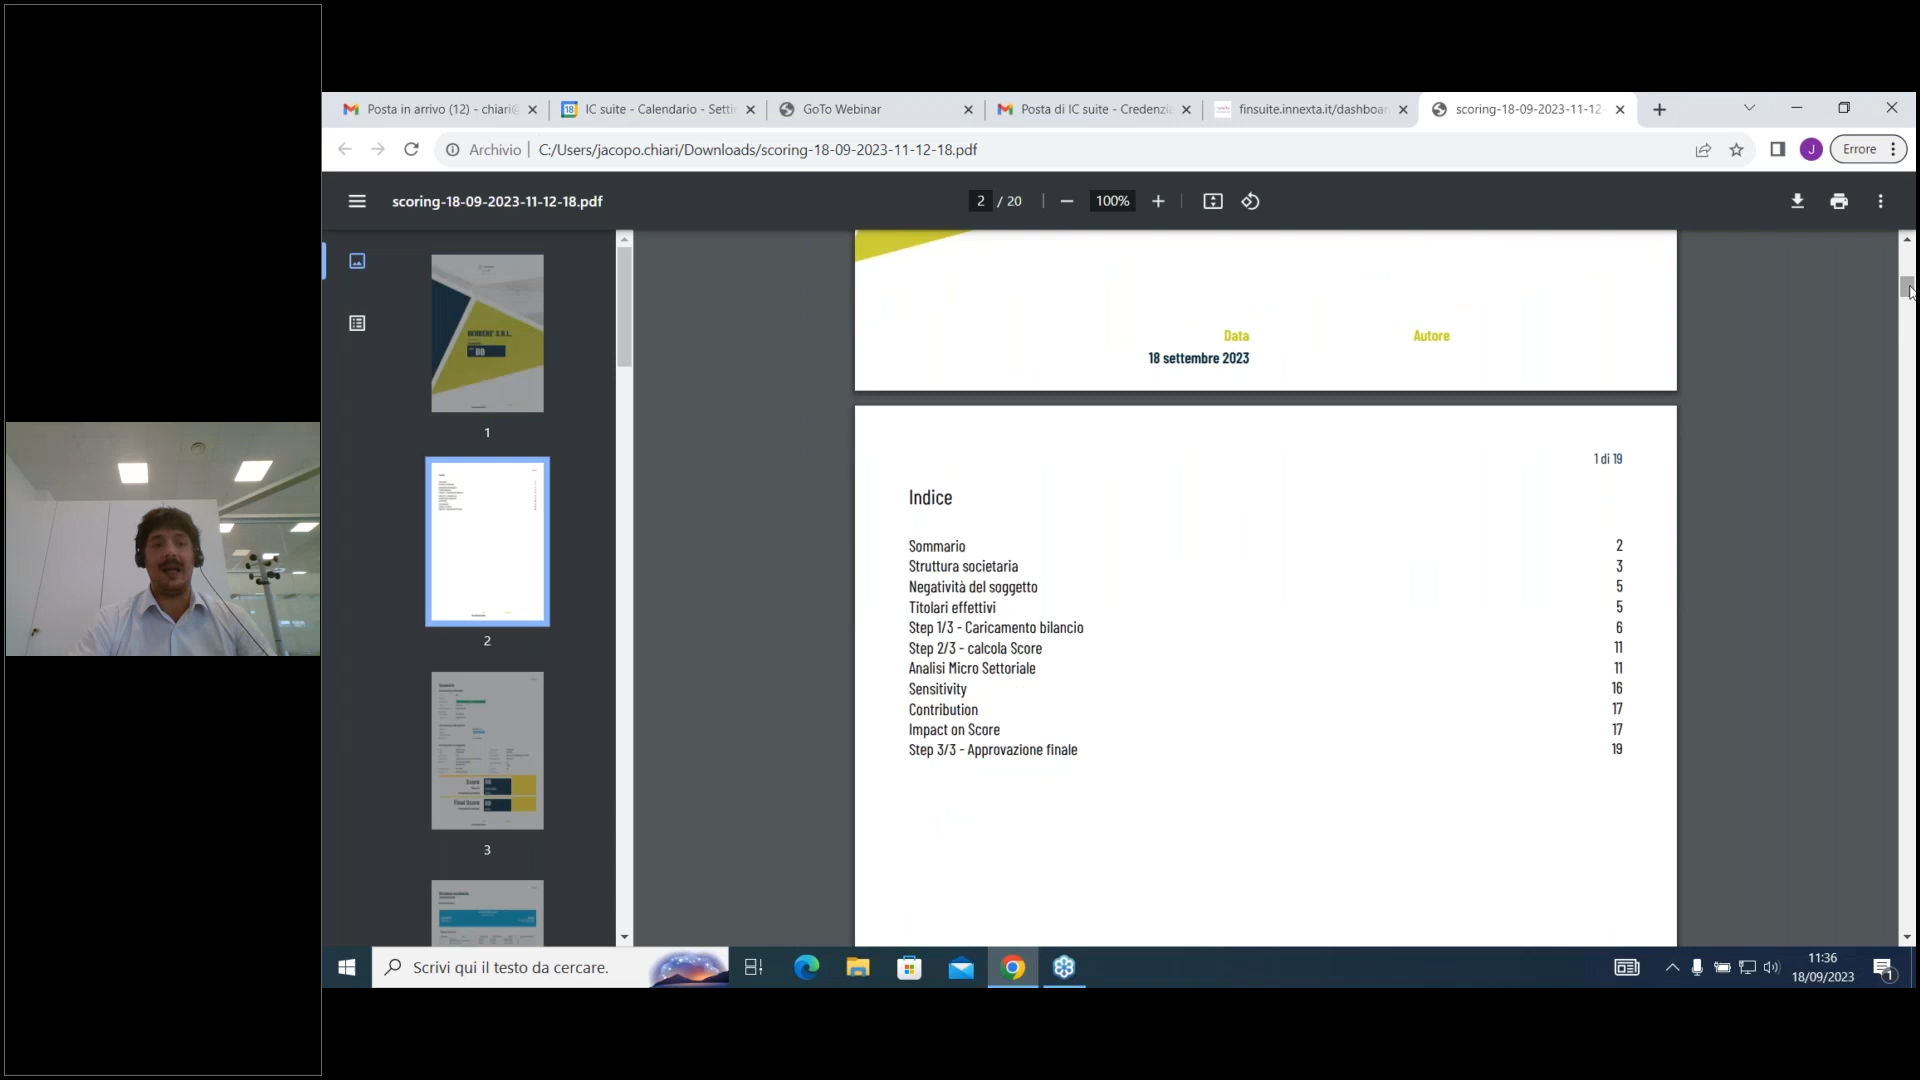 Posta in arrivo (12) - chiari@
IC suite - Calendario - Setti
GoTo Webinar
Posta di IC suite - Credenzia
finsuite.innexta.it/dashboar
scoring-18-09-2023-11-12-
Archivio
C:/Users/jacopo.chiari/Downloads/scoring-18-09-2023-11-12-18.pdf
J
Errore
scoring-18-09-2023-11-12-18.pdf
2 / 20
100%
1
2
3
Data
Autore
18 settembre 2023
1 di 19
Indice
Sommario 2
Struttura societaria 3
Negatività del soggetto 5
Titolari effettivi 5
Step 1/3 - Caricamento bilancio 6
Step 2/3 - calcola Score 11
Analisi Micro Settoriale 11
Sensitivity 16
Contribution 17
Impact on Score 17
Step 3/3 - Approvazione finale 19
Scrivi qui il testo da cercare.
11:36
18/09/2023
1